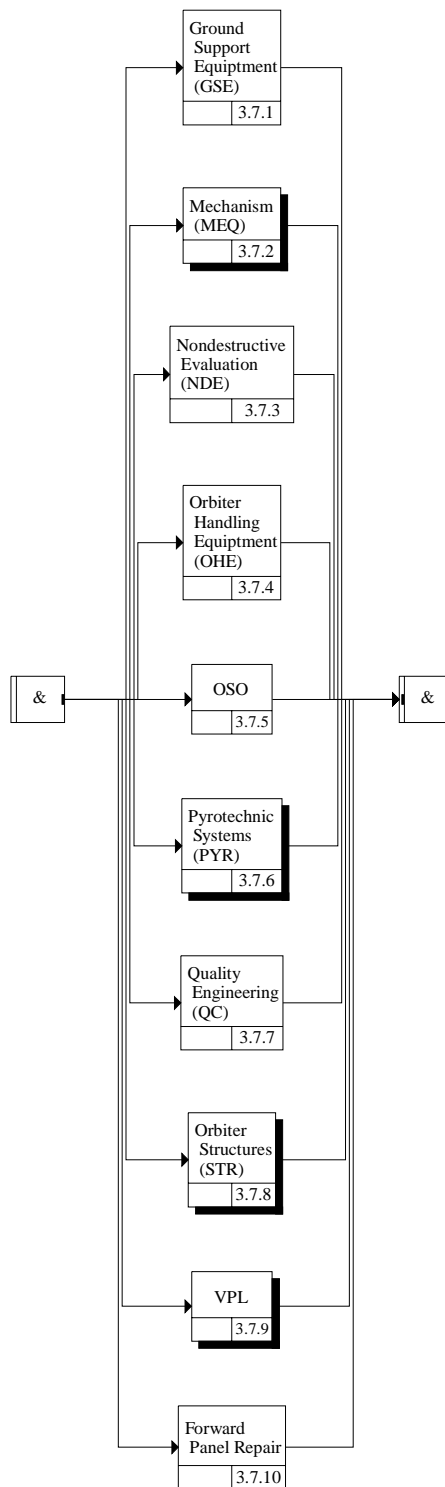 Ground
Support
Equiptment
(GSE)
3.7.1
Mechanism
(MEQ)
3.7.2
Nondestructive
Evaluation
(NDE)
3.7.3
Orbiter
Handling
Equiptment
(OHE)
3.7.4
&
OSO
&
3.7.5
Pyrotechnic
Systems
(PYR)
3.7.6
Quality
Engineering
(QC)
3.7.7
Orbiter
Structures
(STR)
3.7.8
VPL
3.7.9
Forward
Panel Repair
3.7.10